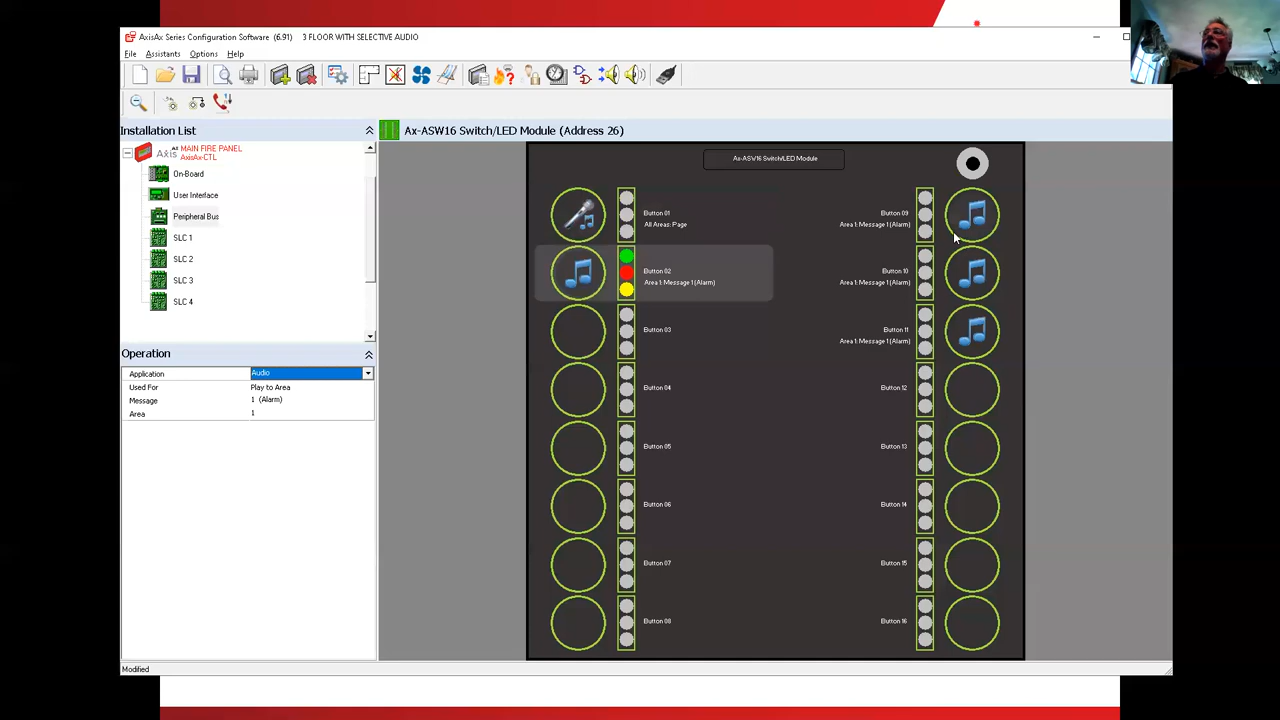 AxisAx Series Configuration Software (6.91) 3 FLOOR WITH SELECTIVE AUDIO
File Assistants Options Help
Installation List
Ax-ASW16 Switch/LED Module (Address 26)
Axis AX MAIN FIRE PANEL
AxisAx-CTL
On-Board
User Interface
Peripheral Bus
SLC 1
SLC 2
SLC 3
SLC 4
Operation
Application Audio
Used For Play to Area
Message 1 (Alarm)
Area 1
Ax-ASW16 Switch/LED Module
Button 01
All Areas: Page
Button 02
Area 1: Message 1 (Alarm)
Button 03
Button 04
Button 05
Button 06
Button 07
Button 08
Button 09
Area 1: Message 1 (Alarm)
Button 10
Area 1: Message 1 (Alarm)
Button 11
Area 1: Message 1 (Alarm)
Button 12
Button 13
Button 14
Button 15
Button 16
Modified